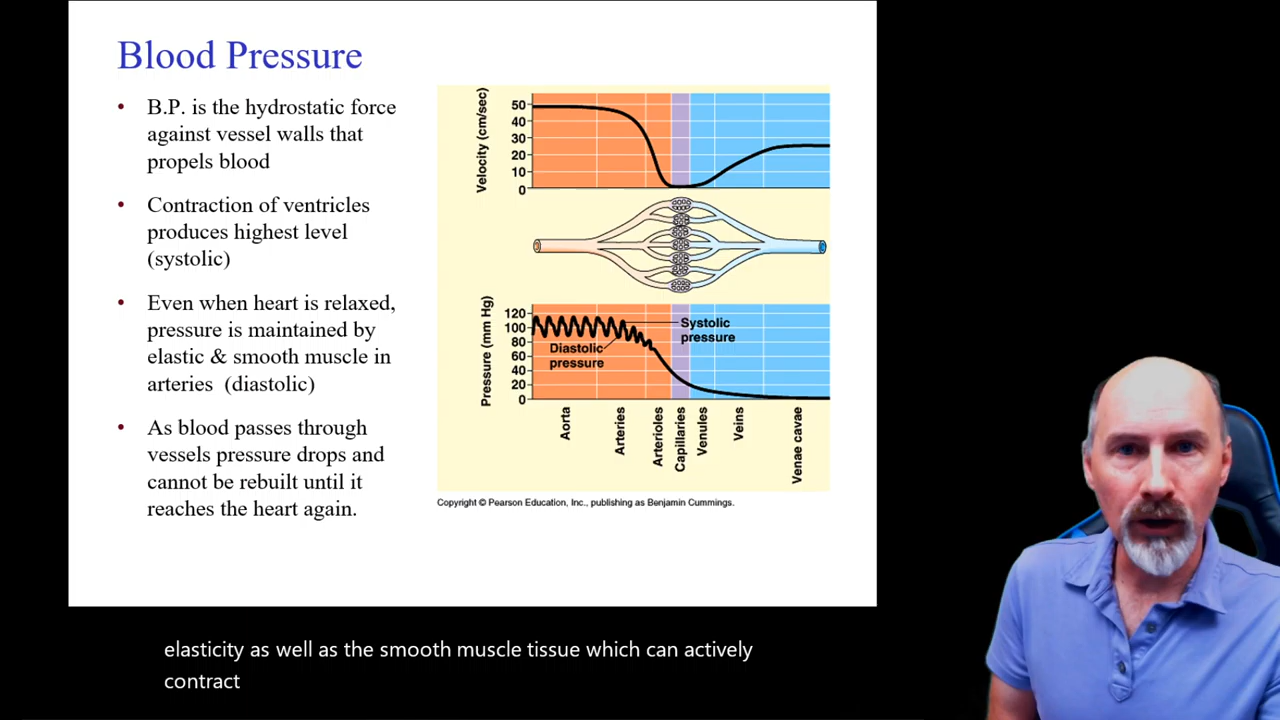 Blood Pressure
• B.P. is the hydrostatic force
against vessel walls that
propels blood
• Contraction of ventricles
produces highest level
(systolic)
• Even when heart is relaxed,
pressure is maintained by
elastic & smooth muscle in
arteries (diastolic)
• As blood passes through
vessels pressure drops and
cannot be rebuilt until it
reaches the heart again.
Velocity (cm/sec)
50
40
30
20
10
0
Pressure (mm Hg)
120
100
80
60
40
20
0
Systolic
pressure
Diastolic
pressure
Aorta
Arteries
Arterioles
Capillaries
Venules
Veins
Venae cavae
Copyright © Pearson Education, Inc., publishing as Benjamin Cummings.
elasticity as well as the smooth muscle tissue which can actively
contract